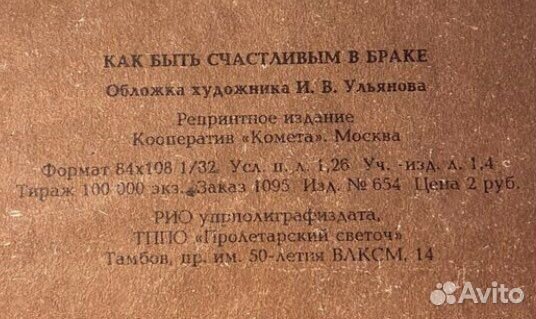 КАК БЫТЬ СЧАСТЛИВЫМ В БРАКЕ
Обложка художника И. В. Ульянова
Репринтное издание
Кооператив «Комета». Москва
Формат 84х108 1/32. Усл. п. л. 1,26 Уч. -изд. л. 1,4 с
Тираж 100 000 экз. Заказ 1095 Изд. № 654 Цена 2 руб.
РИО упрполиграфиздата,
ТППО «Пролетарский светоч»
Тамбов, пр. им. 50-летия ВЛКСМ, 14
Avito